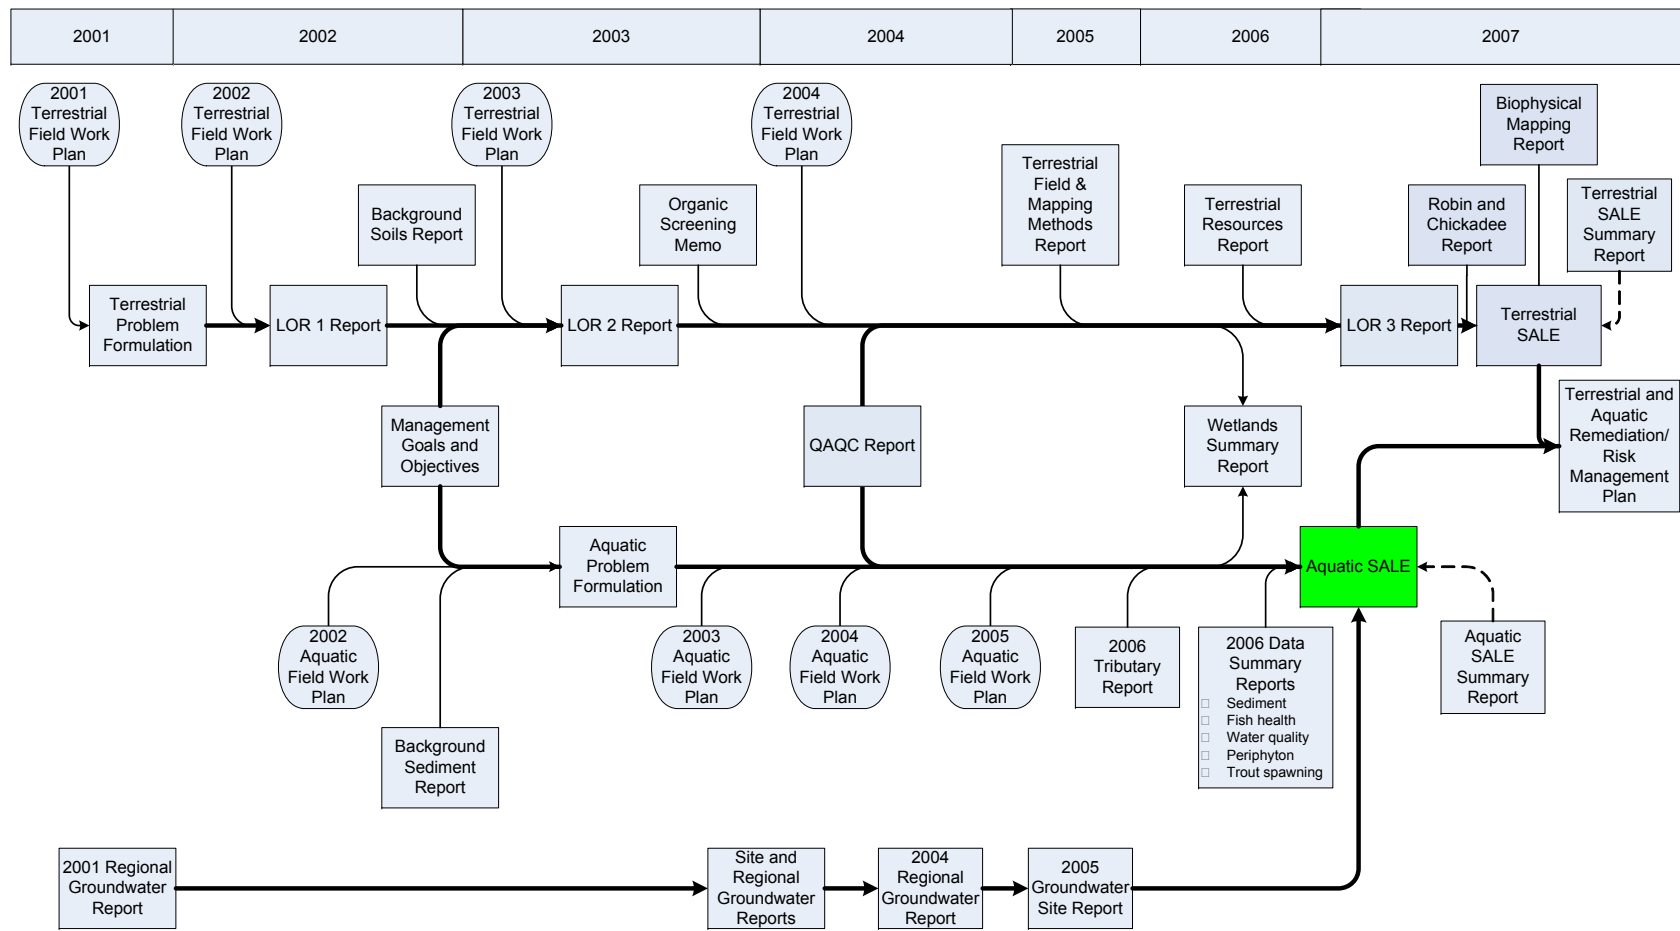 2001
2002
2003
2004
2005
2006
2007
2001
Terrestrial
Field Work
Plan
2002
Terrestrial
Field Work
Plan
2003
Terrestrial
Field Work
Plan
2004
Terrestrial
Field Work
Plan
Biophysical
Mapping
Report
Background
Soils Report
Organic
Screening
Memo
Terrestrial
Field &
Mapping
Methods
Report
Terrestrial
Resources
Report
Robin and
Chickadee
Report
Terrestrial
SALE
Summary
Report
Terrestrial
Problem
Formulation
LOR 1 Report
LOR 2 Report
LOR 3 Report
Terrestrial
SALE
Management
Goals and
Objectives
QAQC Report
Wetlands
Summary
Report
Terrestrial and
Aquatic
Remediation/
Risk
Management
Plan
Aquatic
Problem
Formulation
Aquatic SALE
2002
Aquatic
Field Work
Plan
2003
Aquatic
Field Work
Plan
2004
Aquatic
Field Work
Plan
2005
Aquatic
Field Work
Plan
2006
Tributary
Report
2006 Data
Summary
Reports
Sediment
Fish health
Water quality
Periphyton
Trout spawning
Aquatic
SALE
Summary
Report
Background
Sediment
Report
2001 Regional
Groundwater
Report
Site and
Regional
Groundwater
Reports
2004
Regional
Groundwater
Report
2005
Groundwater
Site Report